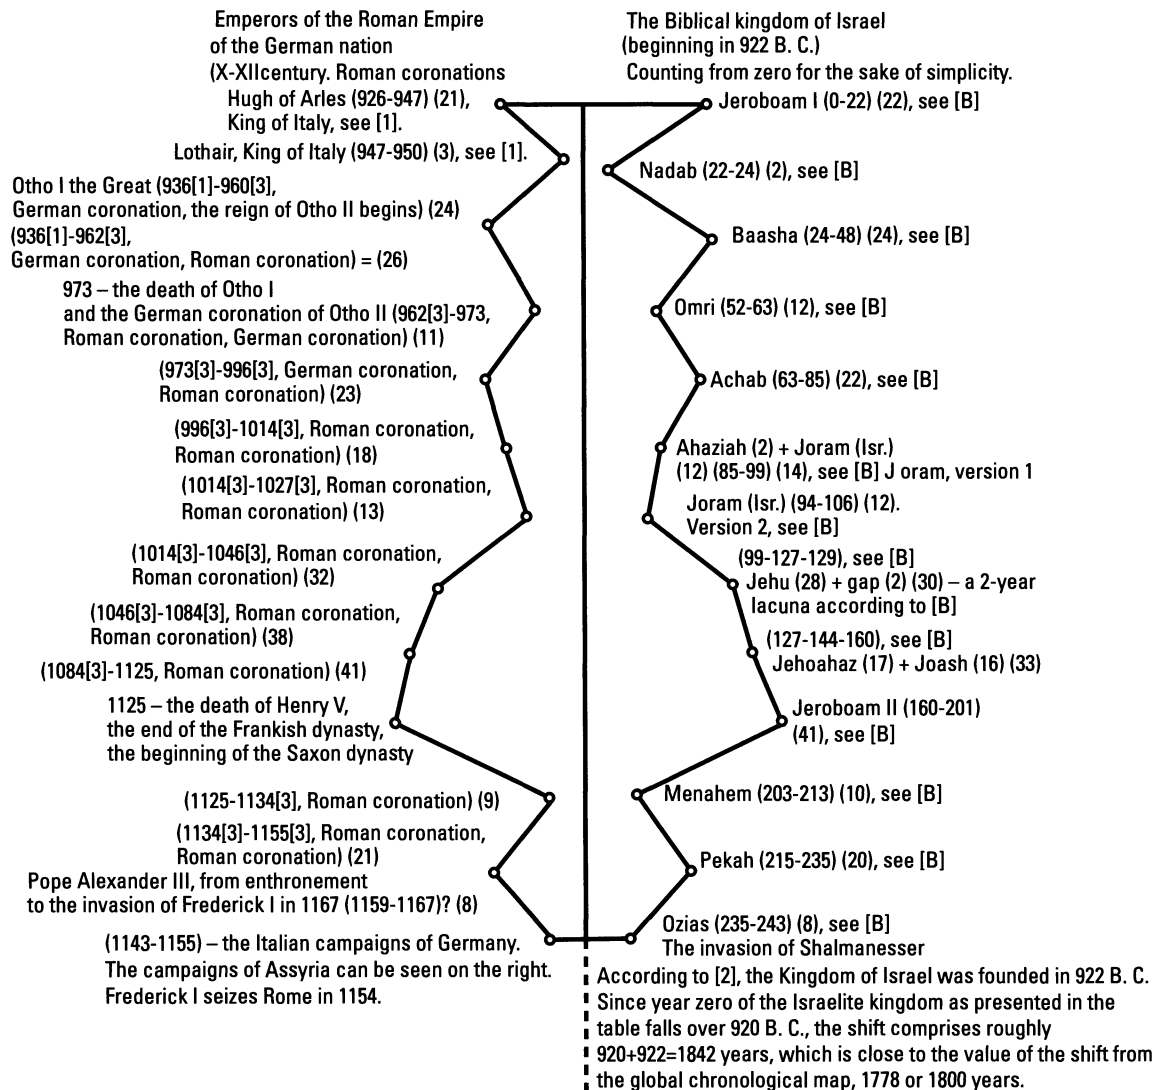 Emperors of the Roman Empire
of the German nation
(X-XIIcentury. Roman coronations
Hugh of Arles (926-947) (21),
King of Italy, see [1].
Lothair, King of Italy (947-950) (3), see [1].
Otho I the Great (936[1]-960[3],
German coronation, the reign of Otho II begins) (24)
(936[1]-962[3],
German coronation, Roman coronation) = (26)
973 – the death of Otho I
and the German coronation of Otho II (962[3]-973,
Roman coronation, German coronation) (11)
(973[3]-996[3], German coronation,
Roman coronation) (23)
(996[3]-1014[3], Roman coronation,
Roman coronation) (18)
(1014[3]-1027[3], Roman coronation,
Roman coronation) (13)
(1014[3]-1046[3], Roman coronation,
Roman coronation) (32)
(1046[3]-1084[3], Roman coronation,
Roman coronation) (38)
(1084[3]-1125, Roman coronation) (41)
1125 – the death of Henry V,
the end of the Frankish dynasty,
the beginning of the Saxon dynasty
(1125-1134[3], Roman coronation) (9)
(1134[3]-1155[3], Roman coronation,
Roman coronation) (21)
Pope Alexander III, from enthronement
to the invasion of Frederick I in 1167 (1159-1167)? (8)
(1143-1155) – the Italian campaigns of Germany.
The campaigns of Assyria can be seen on the right.
Frederick I seizes Rome in 1154.
The Biblical kingdom of Israel
(beginning in 922 B. C.)
Counting from zero for the sake of simplicity.
Jeroboam I (0-22) (22), see [B]
Nadab (22-24) (2), see [B]
Baasha (24-48) (24), see [B]
Omri (52-63) (12), see [B]
Achab (63-85) (22), see [B]
Ahaziah (2) + Joram (Isr.)
(12) (85-99) (14), see [B] J oram, version 1
Joram (Isr.) (94-106) (12).
Version 2, see [B]
(99-127-129), see [B]
Jehu (28) + gap (2) (30) – a 2-year
lacuna according to [B]
(127-144-160), see [B]
Jehoahaz (17) + Joash (16) (33)
Jeroboam II (160-201)
(41), see [B]
Menahem (203-213) (10), see [B]
Pekah (215-235) (20), see [B]
Ozias (235-243) (8), see [B]
The invasion of Shalmanesser
According to [2], the Kingdom of Israel was founded in 922 B. C.
Since year zero of the Israelite kingdom as presented in the
table falls over 920 B. C., the shift comprises roughly
920+922=1842 years, which is close to the value of the shift from
the global chronological map, 1778 or 1800 years.